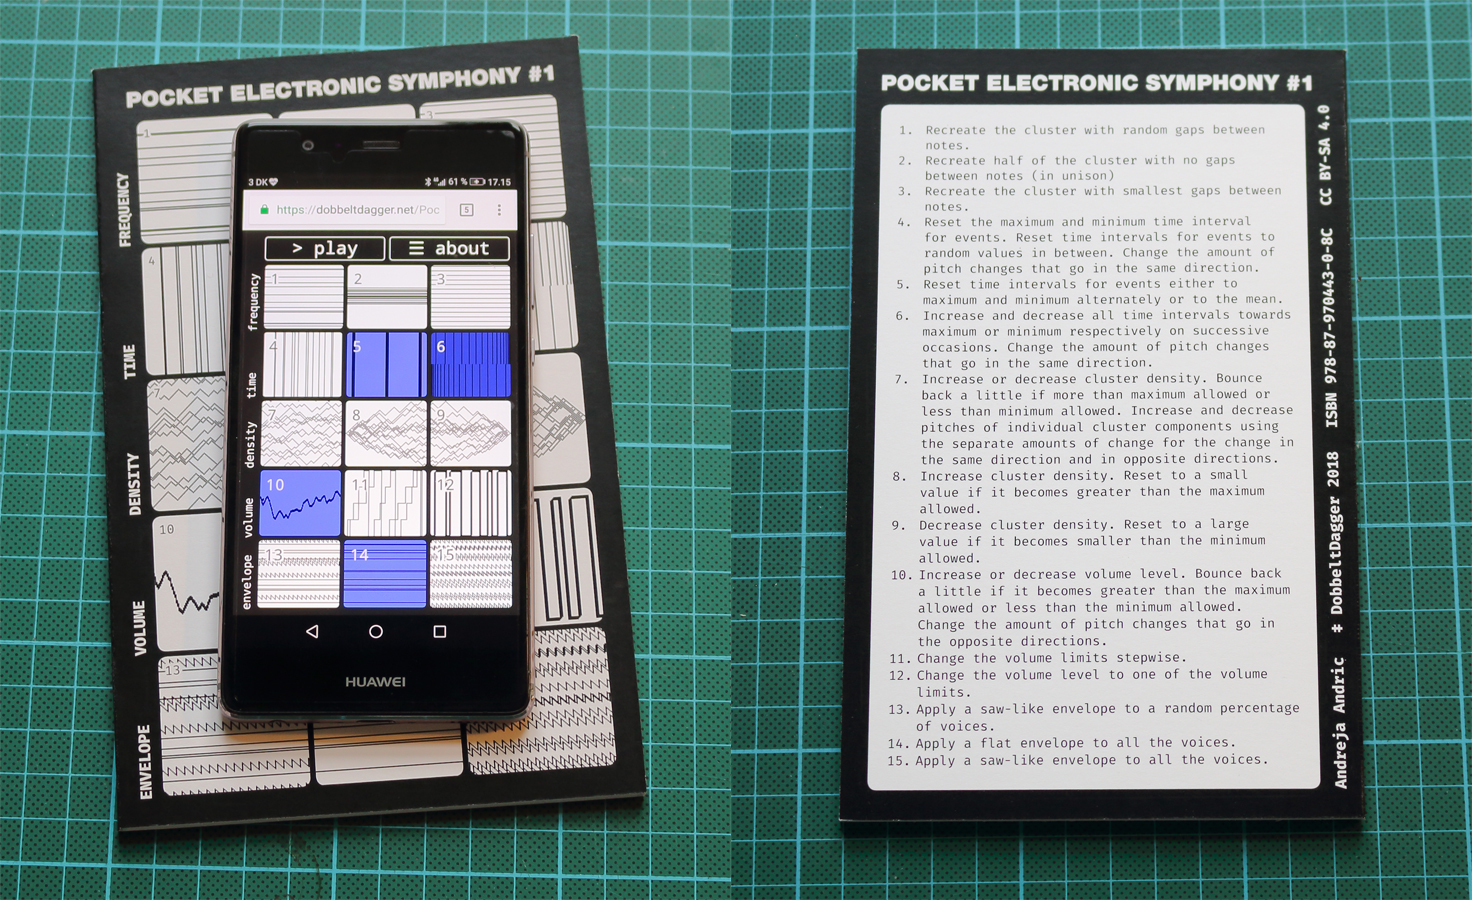 POCKET ELECTRONIC SYMPHONY #1
1
3
FREQUENCY
4
TIME
7
DENSITY
10
VOLUME
13
ENVELOPE
3 DK
61 %
17.15
https://dobbeltdagger.net/Poc
5
> play
☰ about
frequency
1
2
3
time
4
5
6
density
7
8
9
volume
10
11
12
envelope
13
14
15
HUAWEI
POCKET ELECTRONIC SYMPHONY #1
1. Recreate the cluster with random gaps between
notes.
2. Recreate half of the cluster with no gaps
between notes (in unison)
3. Recreate the cluster with smallest gaps between
notes.
4. Reset the maximum and minimum time interval
for events. Reset time intervals for events to
random values in between. Change the amount of
pitch changes that go in the same direction.
5. Reset time intervals for events either to
maximum and minimum alternately or to the mean.
6. Increase and decrease all time intervals towards
maximum or minimum respectively on successive
occasions. Change the amount of pitch changes
that go in the same direction.
7. Increase or decrease cluster density. Bounce
back a little if more than maximum allowed or
less than minimum allowed. Increase and decrease
pitches of individual cluster components using
the separate amounts of change for the change in
the same direction and in opposite directions.
8. Increase cluster density. Reset to a small
value if it becomes greater than the maximum
allowed.
9. Decrease cluster density. Reset to a large
value if it becomes smaller than the minimum
allowed.
10. Increase or decrease volume level. Bounce back
a little if it becomes greater than the maximum
allowed or less than the minimum allowed.
Change the amount of pitch changes that go in
the opposite directions.
11. Change the volume limits stepwise.
12. Change the volume level to one of the volume
limits.
13. Apply a saw-like envelope to a random percentage
of voices.
14. Apply a flat envelope to all the voices.
15. Apply a saw-like envelope to all the voices.
Andreja Andric ‡ DobbeltDagger 2018 ISBN 978-87-970443-0-8C CC BY-SA 4.0